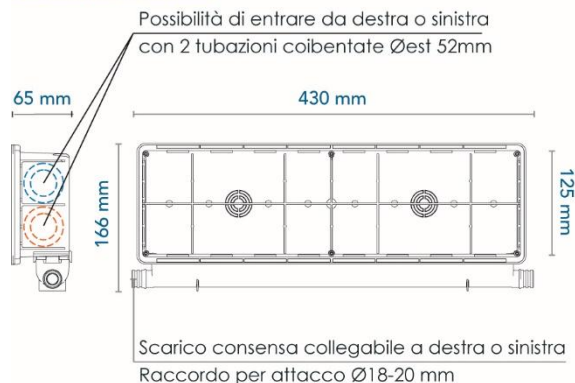 Possibilità di entrare da destra o sinistra
con 2 tubazioni coibentate Øest 52mm
65 mm
430 mm
166 mm
125 mm
Scarico consensa collegabile a destra o sinistra
Raccordo per attacco Ø18-20 mm